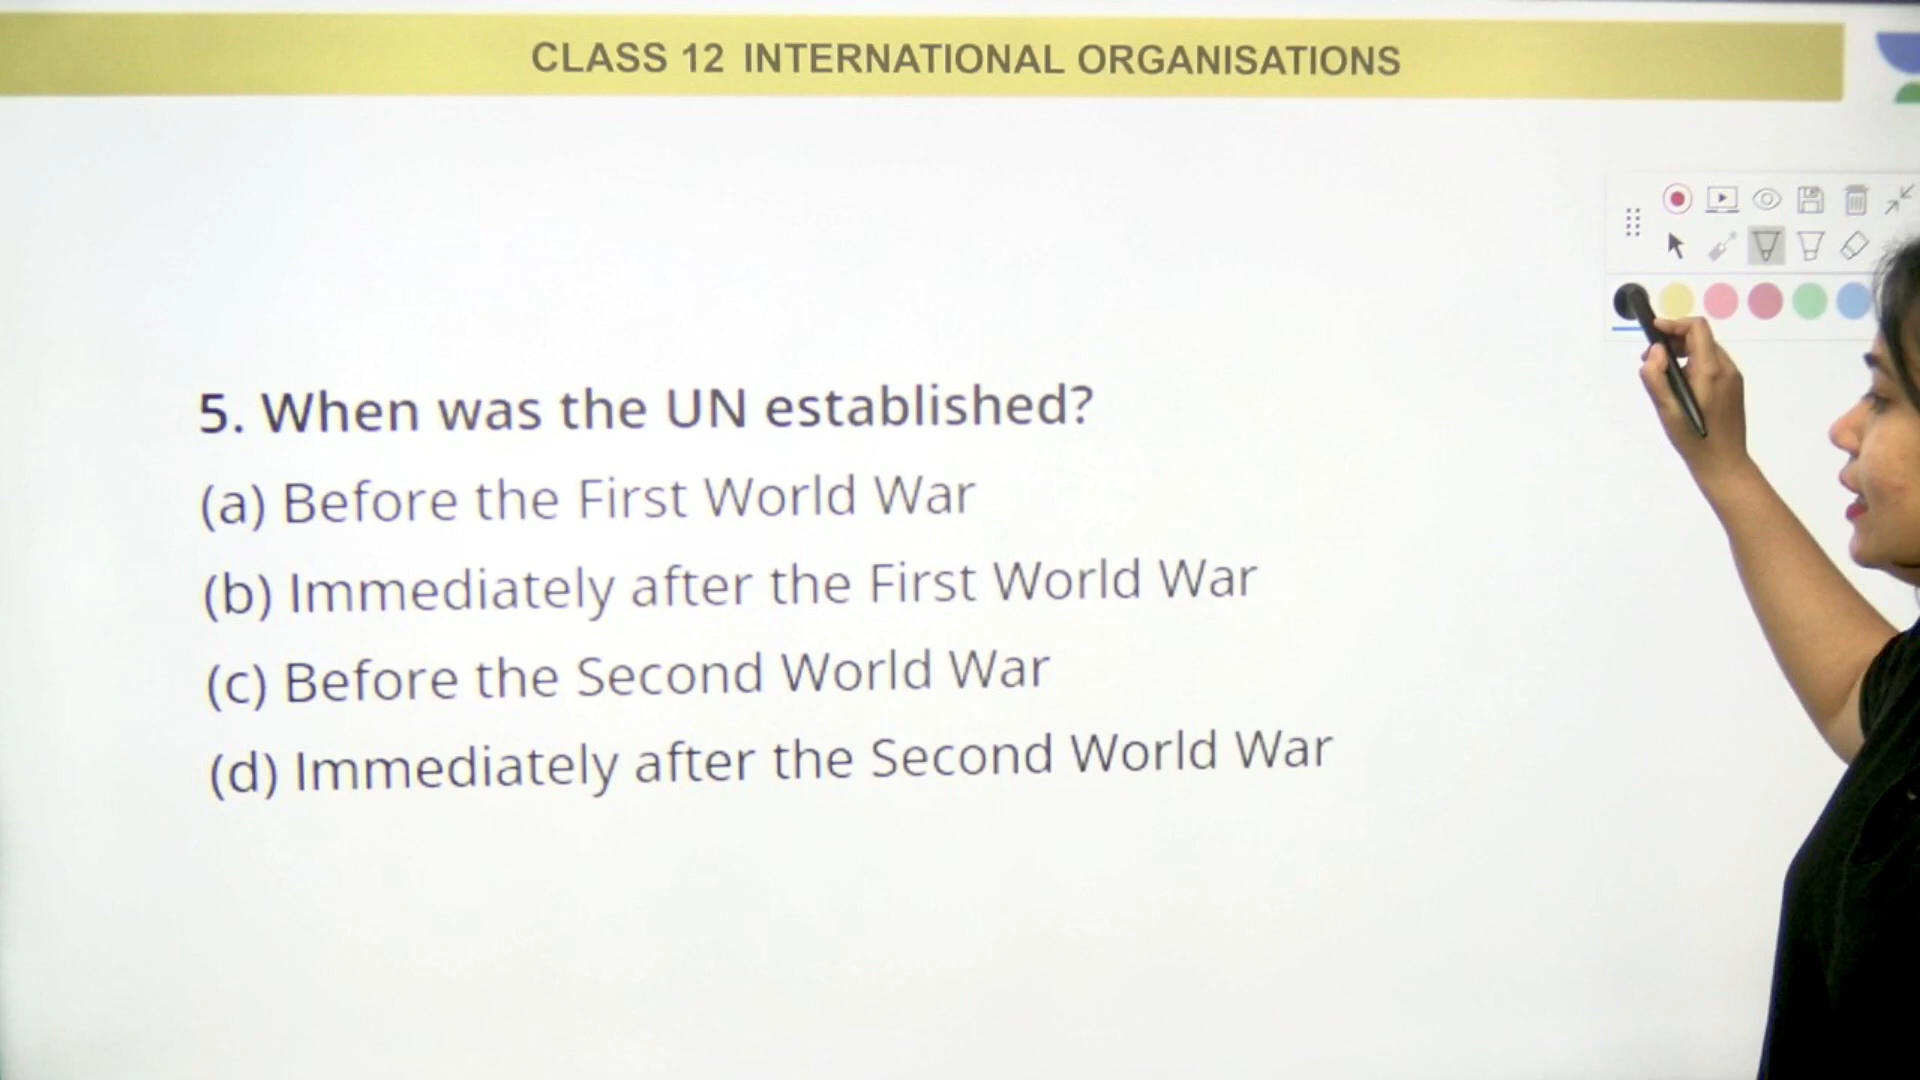 CLASS 12 INTERNATIONAL ORGANISATIONS
5. When was the UN established?
(a) Before the First World War
(b) Immediately after the First World War
(c) Before the Second World War
(d) Immediately after the Second World War